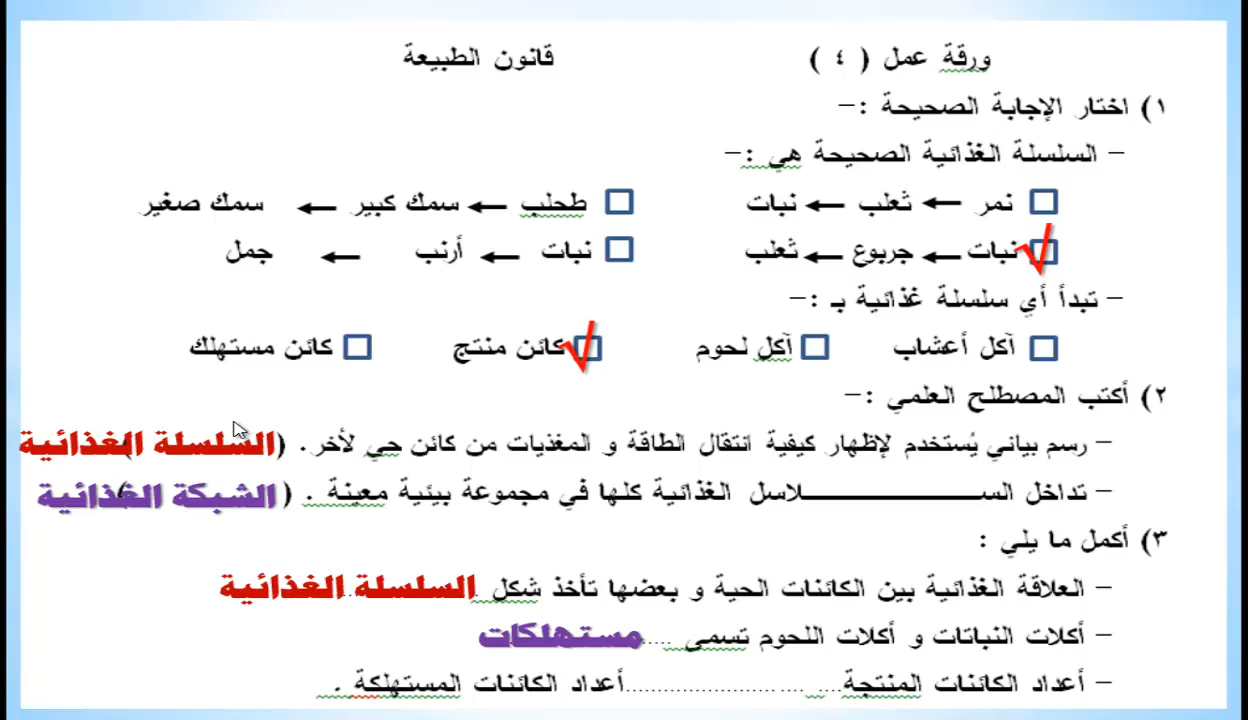 ورقة عمل ( ٤ ) قانون الطبيعة
١) اختار الإجابة الصحيحة :-
- السلسلة الغذائية الصحيحة هي :-
نمر ← ثعلب ← نبات طحلب ← سمك كبير ← سمك صغير
نبات ← جربوع ← ثعلب نبات ← أرنب ← جمل
- تبدأ أي سلسلة غذائية بـ :-
آكل أعشاب آكل لحوم كائن منتج كائن مستهلك
٢) أكتب المصطلح العلمي :-
- رسم بياني يُستخدم لإظهار كيفية انتقال الطاقة و المغذيات من كائن حي لأخر . ( السلسلة الغذائية )
- تداخل الســـــــــــــــلاسل الغذائية كلها في مجموعة بيئية معينة . ( الشبكة الغذائية )
٣) أكمل ما يلي :
- العلاقة الغذائية بين الكائنات الحية و بعضها تأخذ شكل السلسلة الغذائية
- أكلات النباتات و أكلات اللحوم تسمى ..... مستهلكات
- أعداد الكائنات المنتجة ............................ أعداد الكائنات المستهلكة .